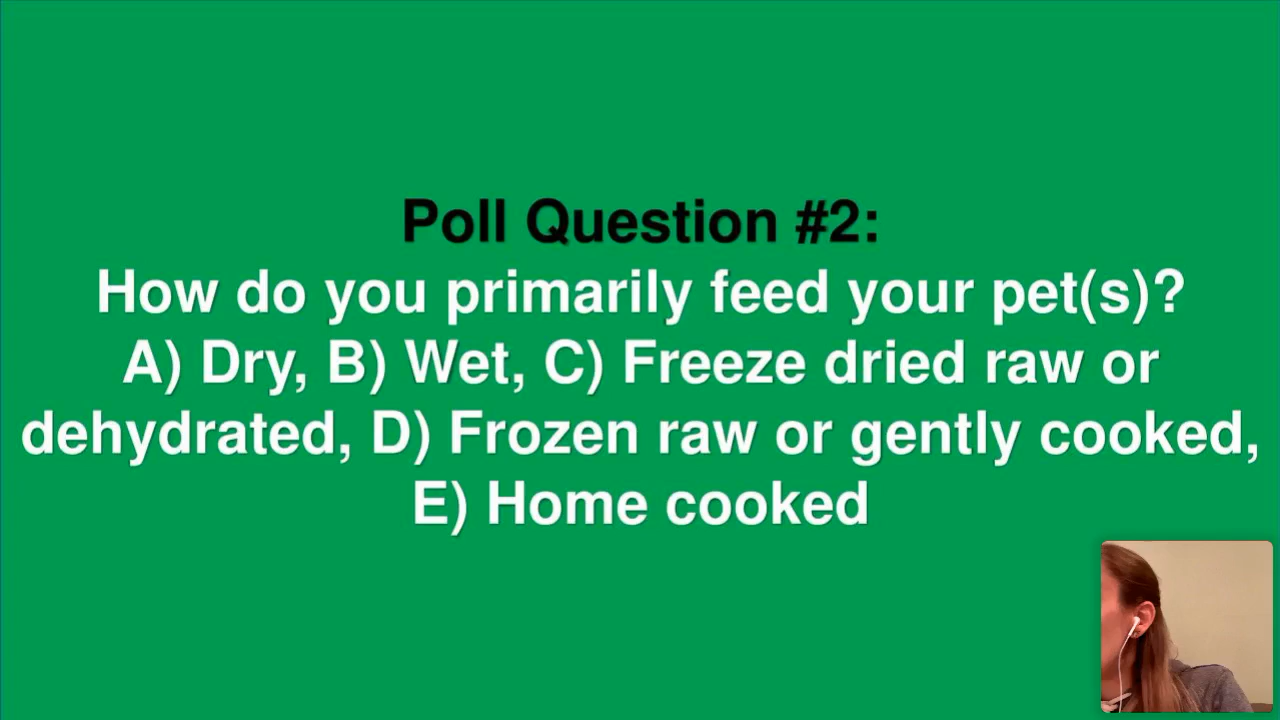 Poll Question #2:
How do you primarily feed your pet(s)?
A) Dry, B) Wet, C) Freeze dried raw or
dehydrated, D) Frozen raw or gently cooked,
E) Home cooked